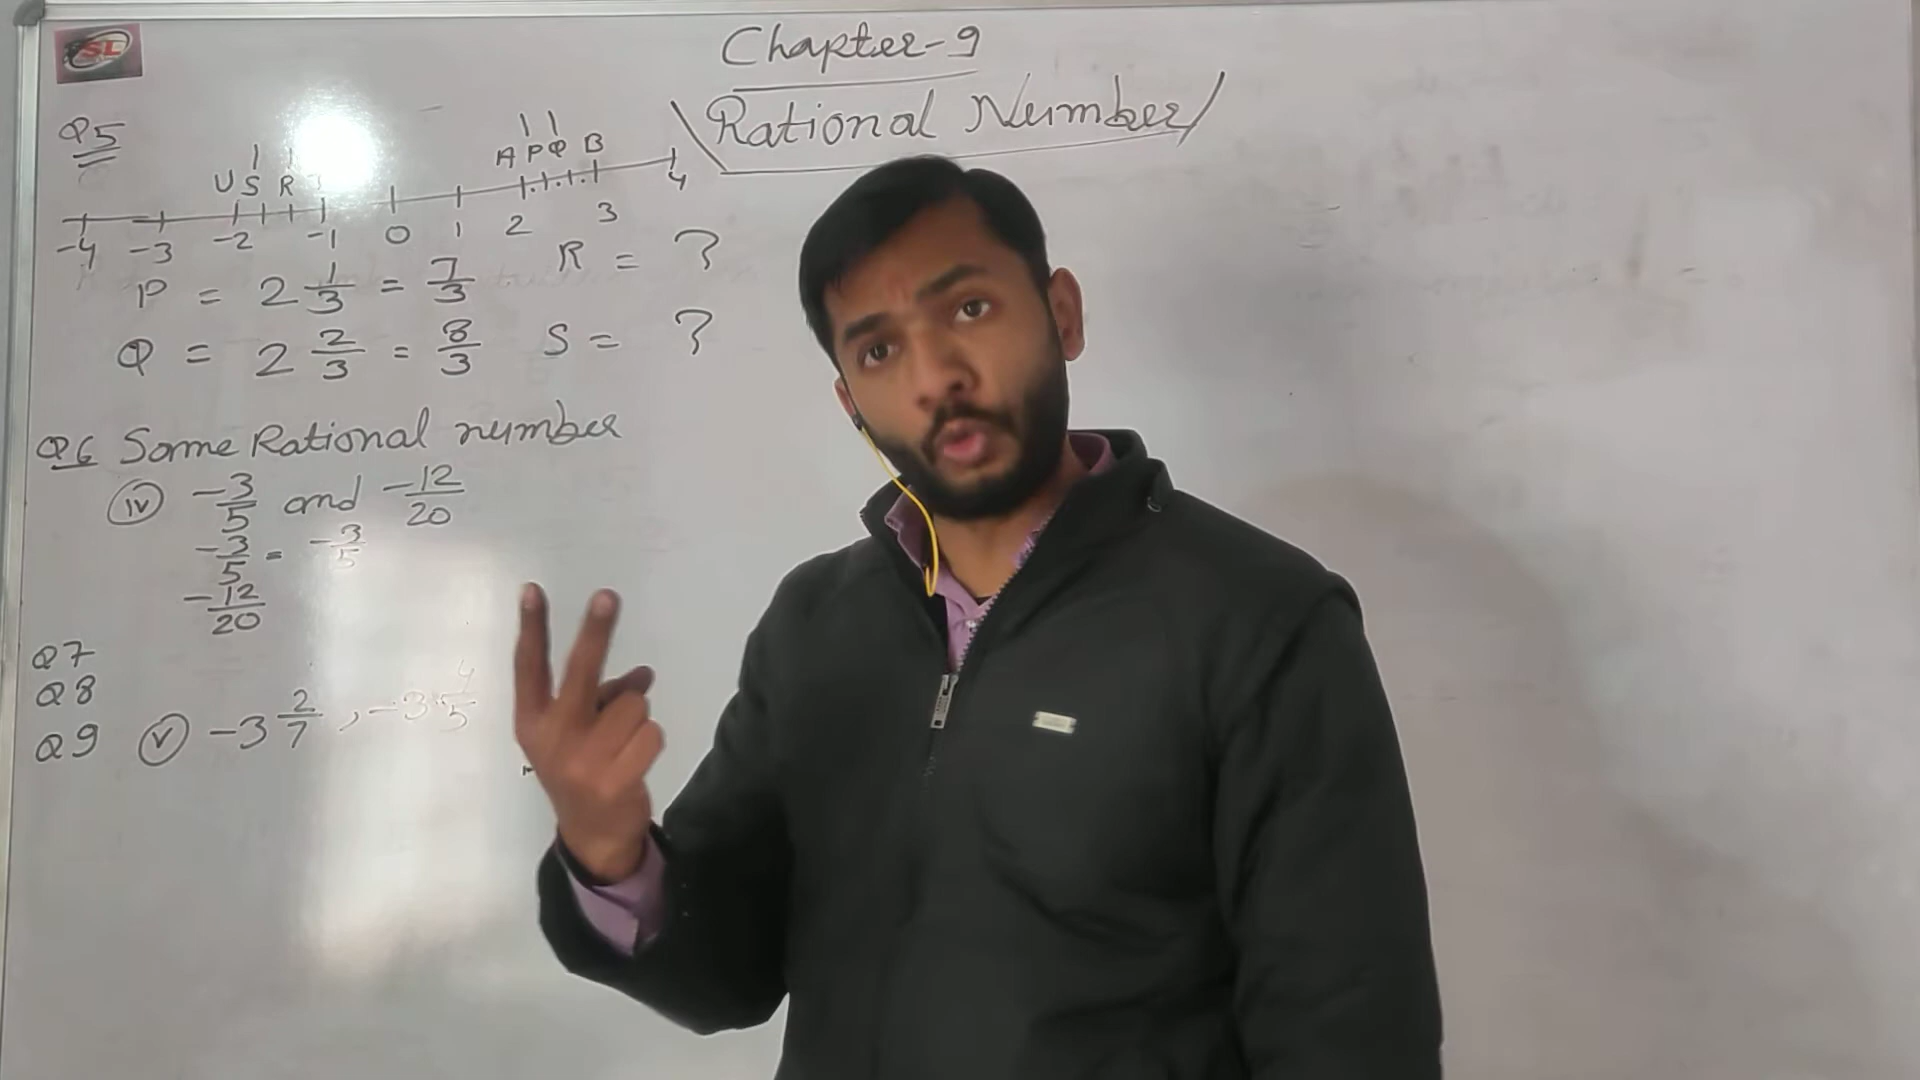 SL
Chapter-9
Rational Number
Q5
A P Q B
U S R
-4 -3 -2 -1 0 1 2 3 4
P = 2 1/3 = 7/3 R = ?
Q = 2 2/3 = 8/3 S = ?
Q6 Same Rational number
(iv) -3/5 and -12/20
-3/5 = -3/5
-12/20
Q7
Q8
Q9 (v) -3 2/7 , -3 4/5